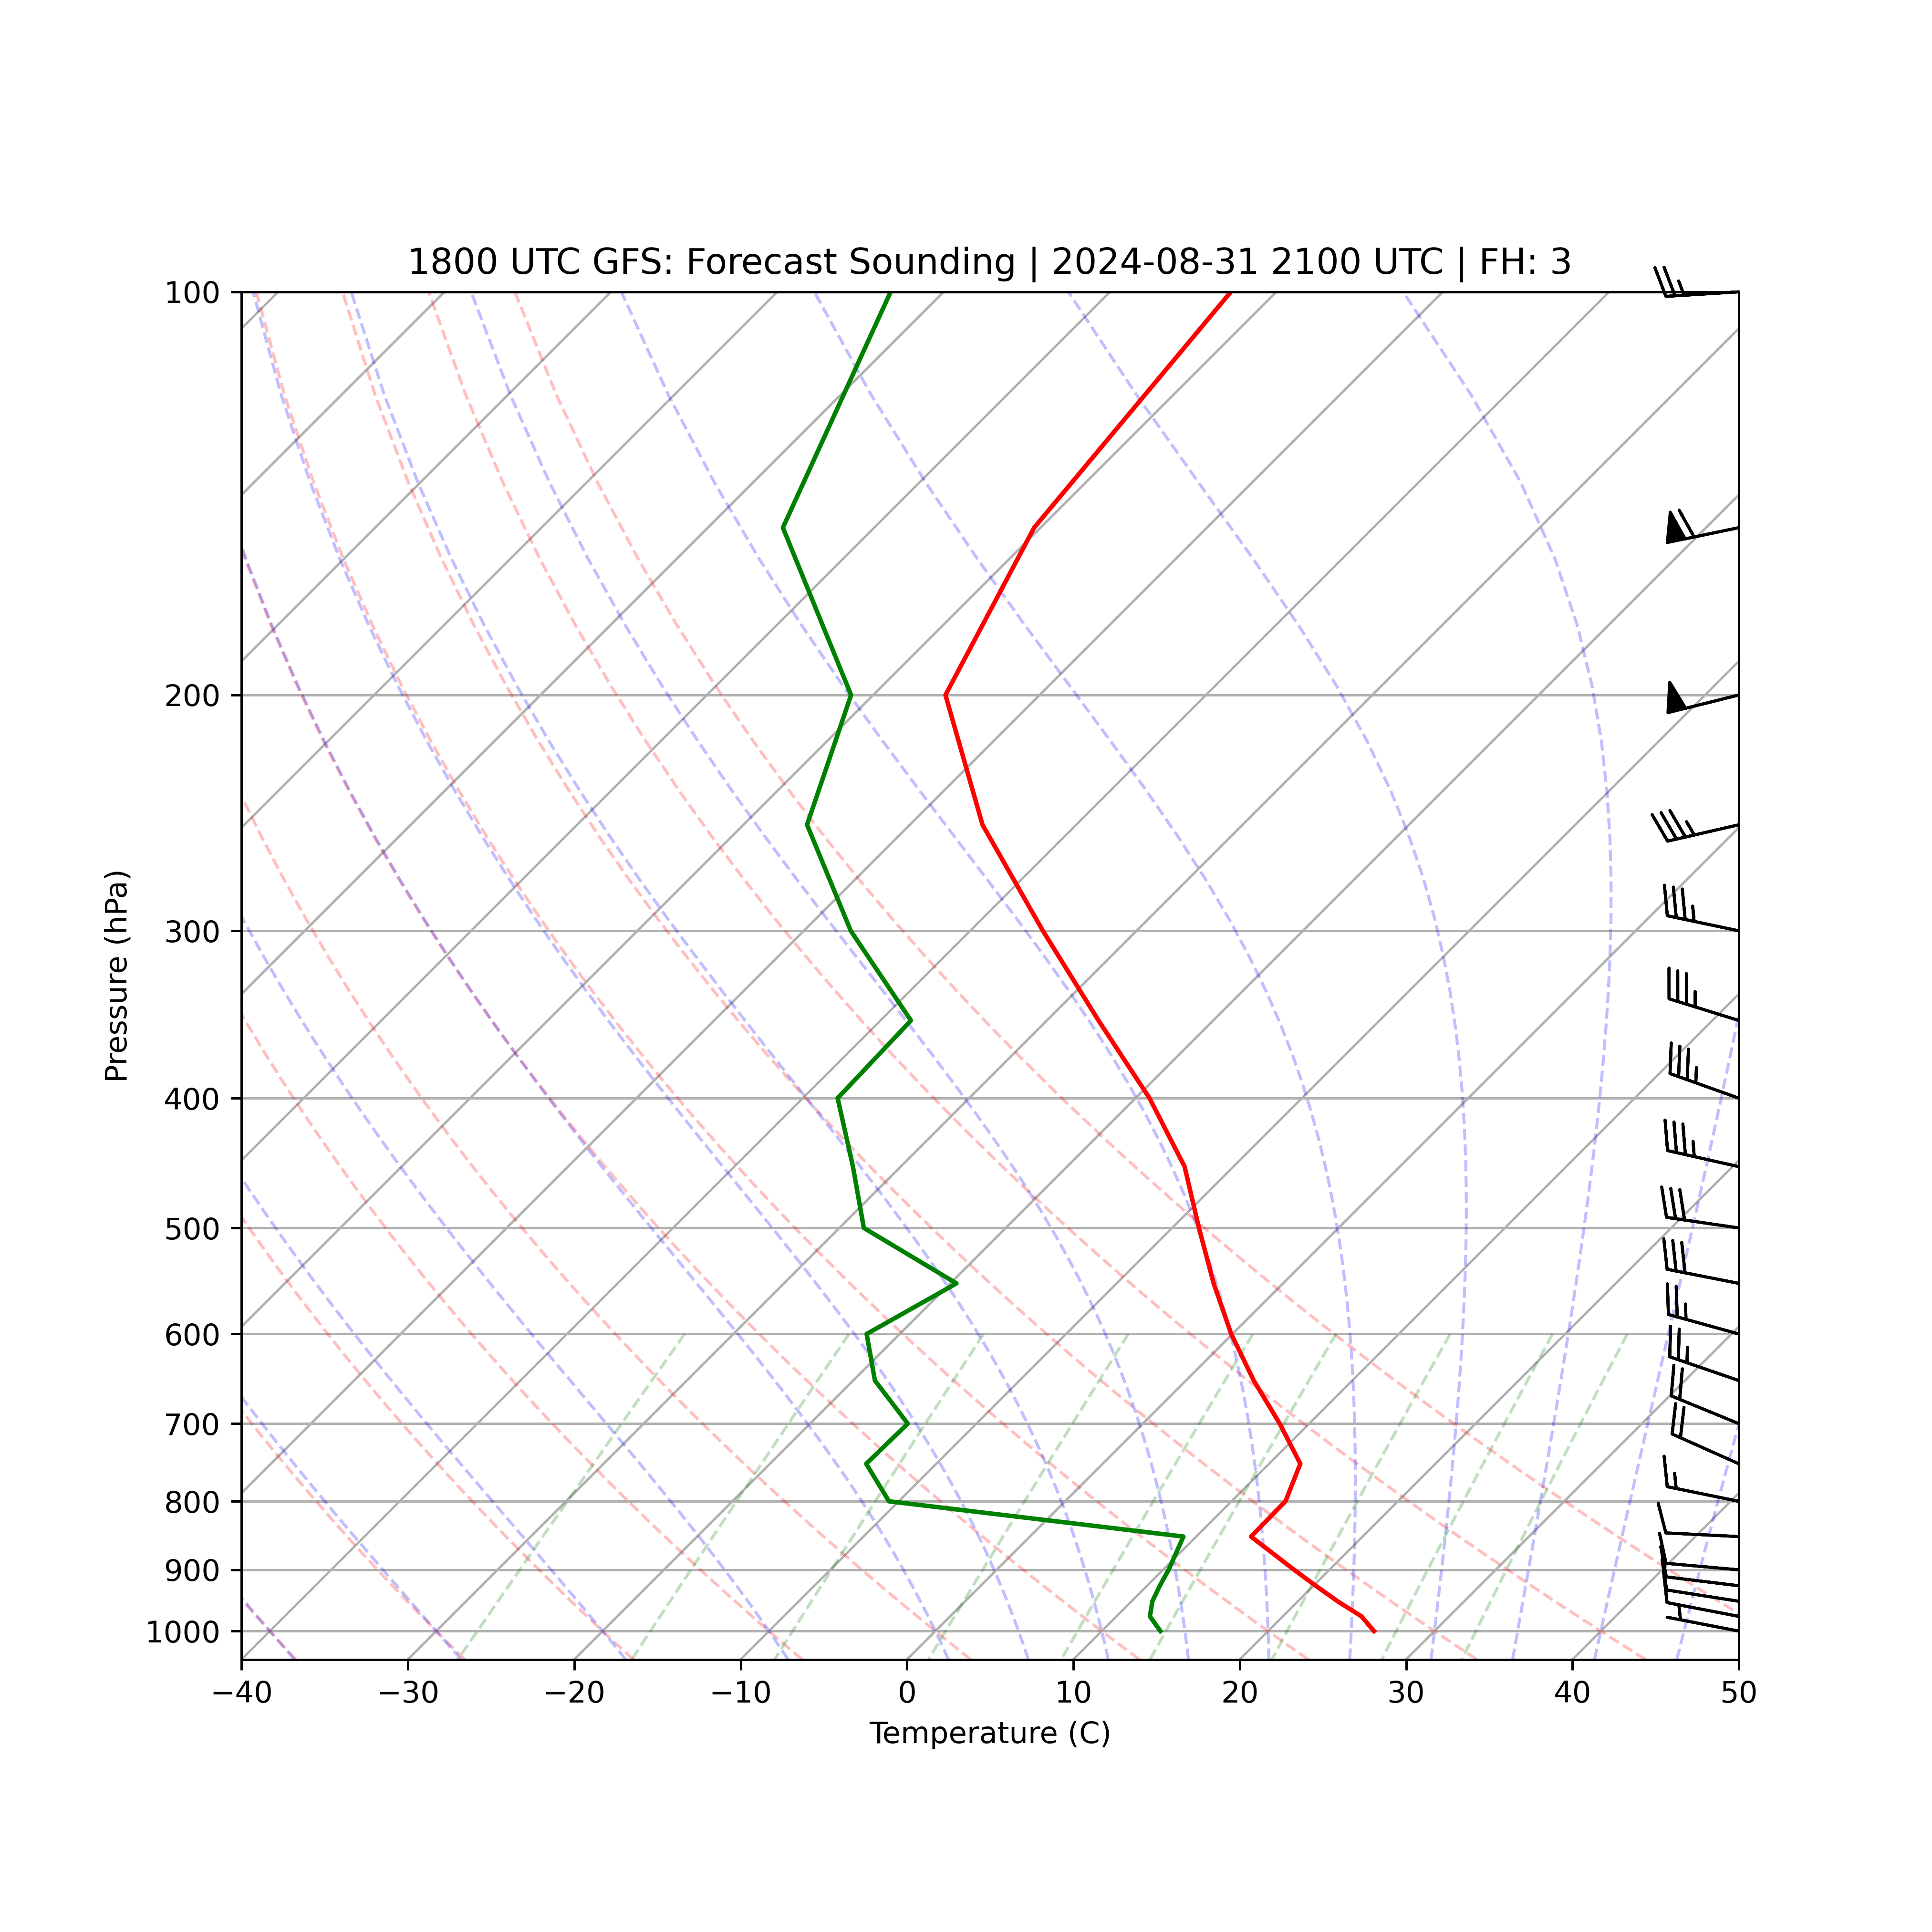 1800 UTC GFS: Forecast Sounding | 2024-08-31 2100 UTC | FH: 3
100
200
300
400
500
600
700
800
900
1000
Pressure (hPa)
−40 −30 −20 −10 0 10 20 30 40 50
Temperature (C)